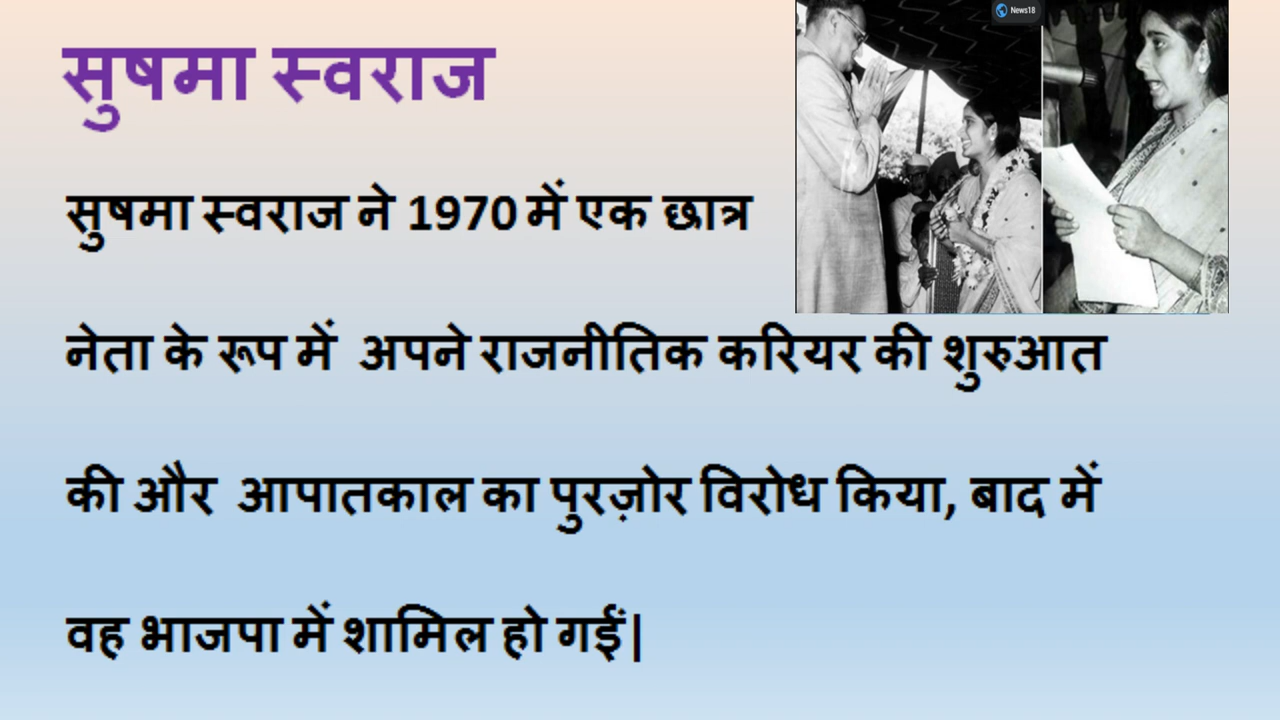 सुषमा स्वराज
News18
सुषमा स्वराज ने 1970 में एक छात्र
नेता के रूप में अपने राजनीतिक करियर की शुरुआत
की और आपातकाल का पुरज़ोर विरोध किया, बाद में
वह भाजपा में शामिल हो गईं|